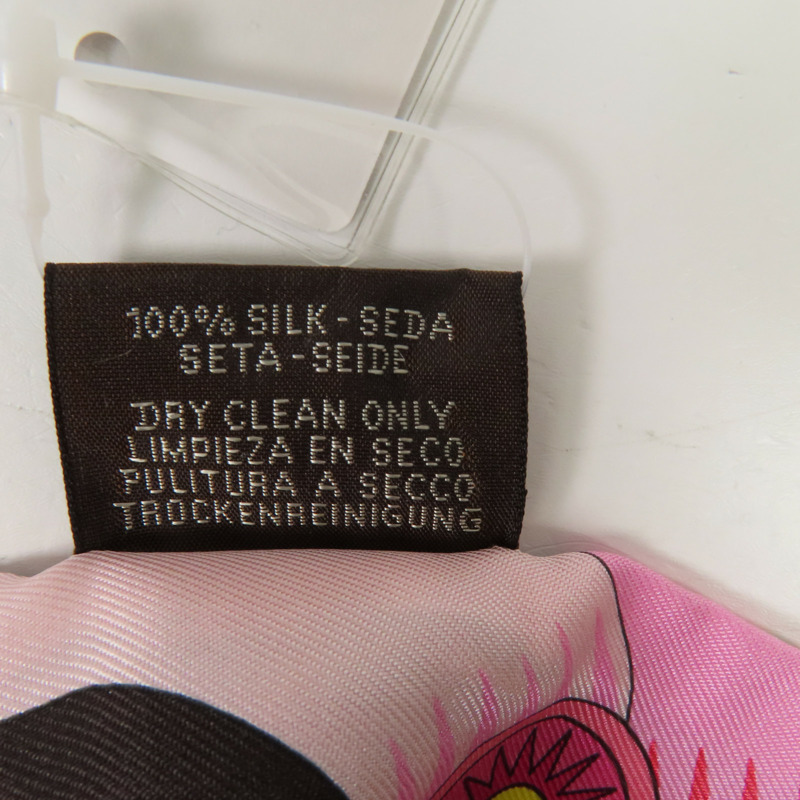 100% SILK - SEDA
SETA - SEIDE
DRY CLEAN ONLY
LIMPIEZA EN SECO
PULITURA A SECCO
TROCKENREINIGUNG